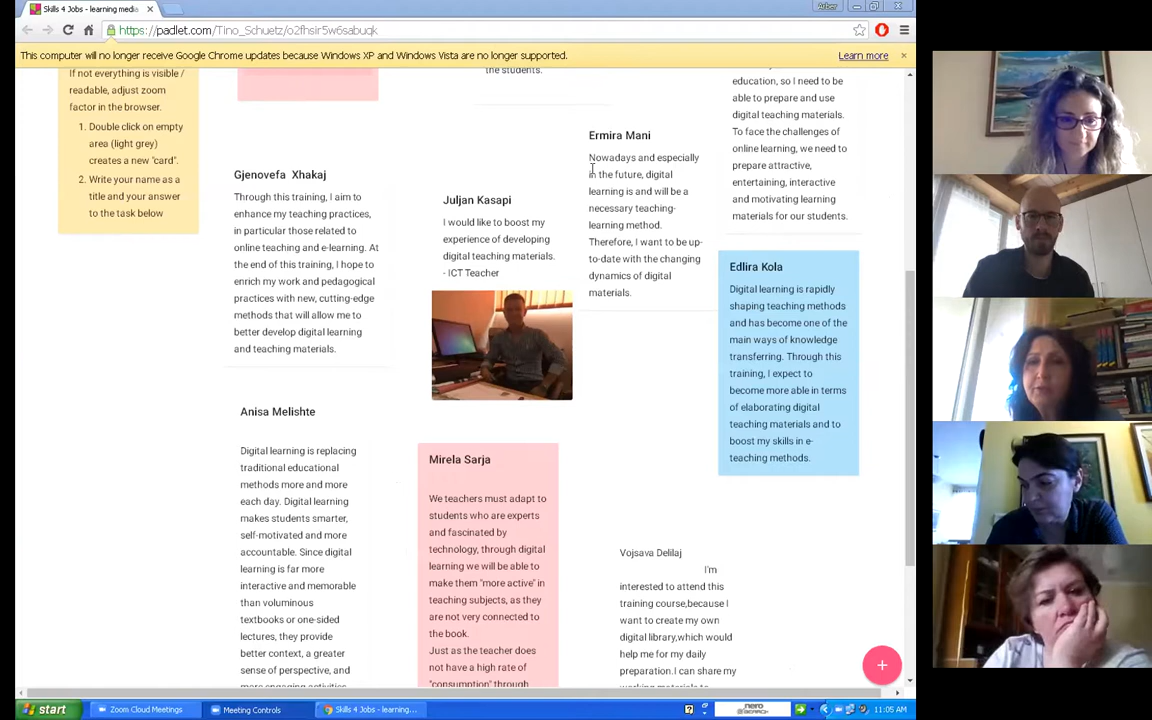 Skills 4 Jobs - learning medi
Arber
https://padlet.com/Tino_Schuetz/o2fhsir5w6sabuqk
This computer will no longer receive Google Chrome updates because Windows XP and Windows Vista are no longer supported.
Learn more
If not everything is visible /
readable, adjust zoom
factor in the browser.
1. Double click on empty
area (light grey)
creates a new "card".
2. Write your name as a
title and your answer
to the task below
Gjenovefa Xhakaj
Through this training, I aim to
enhance my teaching practices,
in particular those related to
online teaching and e-learning. At
the end of this training, I hope to
enrich my work and pedagogical
practices with new, cutting-edge
methods that will allow me to
better develop digital learning
and teaching materials.
Anisa Melishte
Digital learning is replacing
traditional educational
methods more and more
each day. Digital learning
makes students smarter,
self-motivated and more
accountable. Since digital
learning is far more
interactive and memorable
than voluminous
textbooks or one-sided
lectures, they provide
better context, a greater
sense of perspective, and
more engaging activities
the students.
Juljan Kasapi
I would like to boost my
experience of developing
digital teaching materials.
- ICT Teacher
Mirela Sarja
We teachers must adapt to
students who are experts
and fascinated by
technology, through digital
learning we will be able to
make them "more active" in
teaching subjects, as they
are not very connected to
the book.
Just as the teacher does
not have a high rate of
"consumption" through
Ermira Mani
Nowadays and especially
in the future, digital
learning is and will be a
necessary teaching-
learning method.
Therefore, I want to be up-
to-date with the changing
dynamics of digital
materials.
education, so I need to be
able to prepare and use
digital teaching materials.
To face the challenges of
online learning, we need to
prepare attractive,
entertaining, interactive
and motivating learning
materials for our students.
Edlira Kola
Digital learning is rapidly
shaping teaching methods
and has become one of the
main ways of knowledge
transferring. Through this
training, I expect to
become more able in terms
of elaborating digital
teaching materials and to
boost my skills in e-
teaching methods.
Vojsava Delilaj
I'm
interested to attend this
training course,because I
want to create my own
digital library,which would
help me for my daily
preparation.I can share my
working materials to
start
Zoom Cloud Meetings
Meeting Controls
Skills 4 Jobs - learning...
nero
SEARCH
11:05 AM